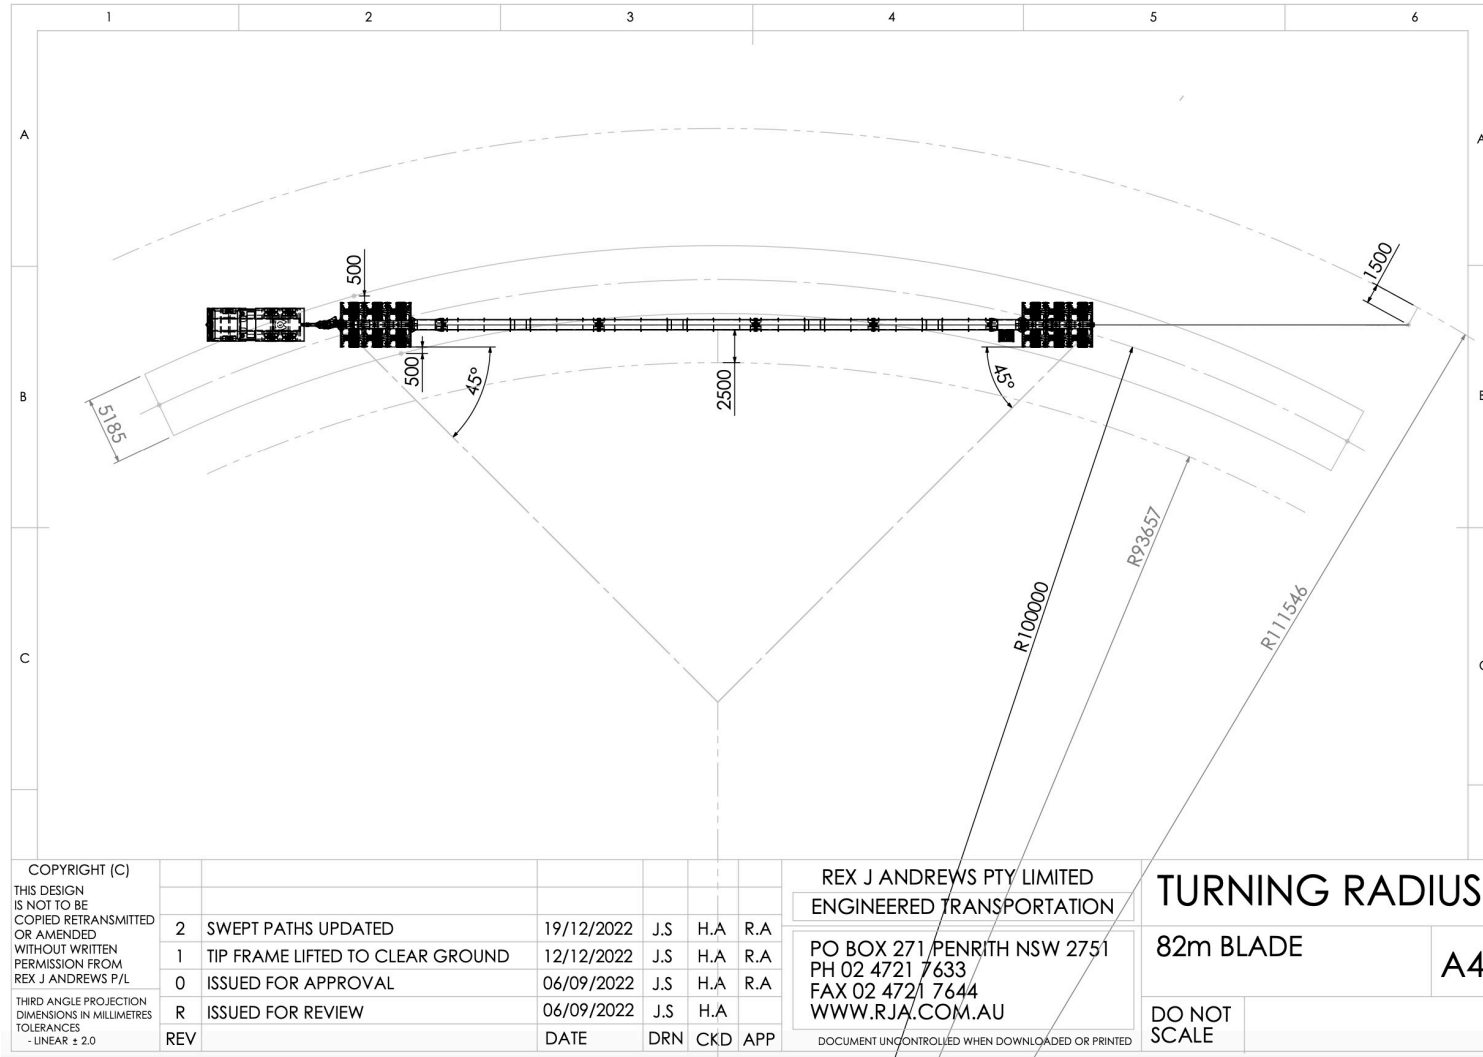 1 2 3 4 5 6
A A
500
1500
B
500
45°
2500
45°
5185
R93657
R100000
R111546
C
COPYRIGHT (C)
THIS DESIGN
IS NOT TO BE
COPIED RETRANSMITTED
OR AMENDED
WITHOUT WRITTEN
PERMISSION FROM
REX J ANDREWS P/L
THIRD ANGLE PROJECTION
DIMENSIONS IN MILLIMETRES
TOLERANCES
- LINEAR ± 2.0
2 SWEPT PATHS UPDATED 19/12/2022 J.S H.A R.A
1 TIP FRAME LIFTED TO CLEAR GROUND 12/12/2022 J.S H.A R.A
0 ISSUED FOR APPROVAL 06/09/2022 J.S H.A R.A
R ISSUED FOR REVIEW 06/09/2022 J.S H.A
REV DATE DRN CKD APP
REX J ANDREWS PTY LIMITED
ENGINEERED TRANSPORTATION
PO BOX 271 PENRITH NSW 2751
PH 02 4721 7633
FAX 02 4721 7644
WWW.RJA.COM.AU
DOCUMENT UNCONTROLLED WHEN DOWNLOADED OR PRINTED
TURNING RADIUS
82m BLADE
A4
DO NOT
SCALE